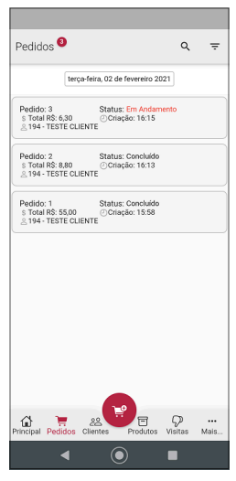 Pedidos 3
terça-feira, 02 de fevereiro 2021
Pedido: 3 Status: Em Andamento
$ Total R$: 6,30 Criação: 16:15
194 - TESTE CLIENTE
Pedido: 2 Status: Concluído
$ Total R$: 8,80 Criação: 16:13
194 - TESTE CLIENTE
Pedido: 1 Status: Concluído
$ Total R$: 55,00 Criação: 15:58
194 - TESTE CLIENTE
Principal Pedidos Clientes Produtos Visitas Mais...